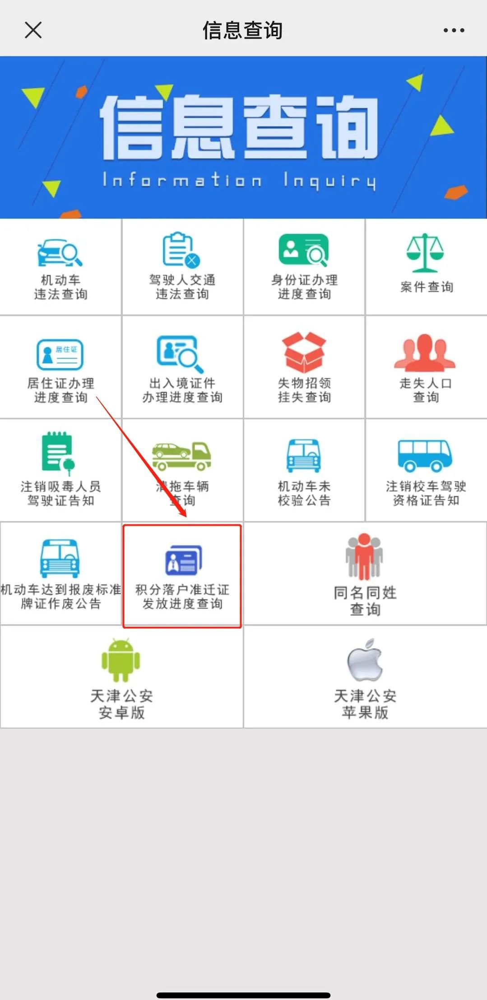 信息查询
信息查询
Information Inquiry
机动车
违法查询
驾驶人交通
违法查询
身份证办理
进度查询
案件查询
居住证
居住证办理
进度查询
出入境证件
办理进度查询
失物招领
挂失查询
走失人口
查询
注销吸毒人员
驾驶证告知
清拖车辆
查询
机动车未
校验公告
注销校车驾驶
资格证告知
机动车达到报废标准
牌证作废公告
积分落户准迁证
发放进度查询
同名同姓
查询
天津公安
安卓版
天津公安
苹果版